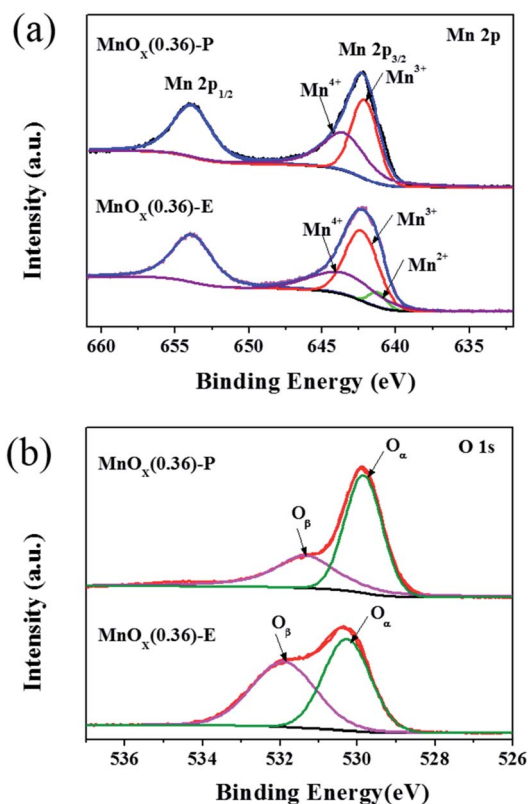 (a)
MnOₓ(0.36)-P
Mn 2p
Mn 2p₁/₂
Mn 2p₃/₂
Mn³⁺
Mn⁴⁺
MnOₓ(0.36)-E
Mn⁴⁺
Mn³⁺
Mn²⁺
Intensity (a.u.)
660 655 650 645 640 635
Binding Energy (eV)
(b)
MnOₓ(0.36)-P
O 1s
Oα
Oβ
MnOₓ(0.36)-E
Oβ
Oα
Intensity (a.u.)
536 534 532 530 528 526
Binding Energy(eV)